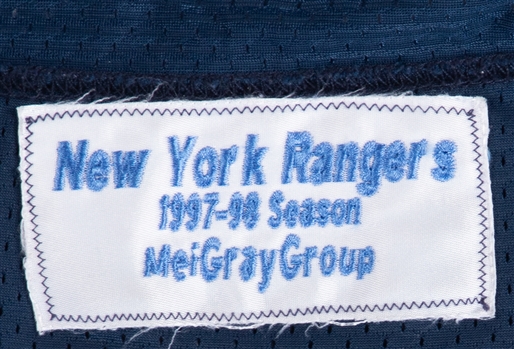 New York Rangers
1997-98 Season
MeiGrayGroup